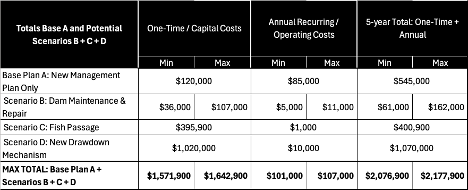 Totals Base A and Potential Scenarios B + C + D | One-Time / Capital Costs | Annual Recurring / Operating Costs | 5-year Total: One-Time + Annual
Min | Max | Min | Max | Min | Max
Base Plan A: New Management Plan Only | $120,000 | $85,000 | $545,000
Scenario B: Dam Maintenance & Repair | $36,000 | $107,000 | $5,000 | $11,000 | $61,000 | $162,000
Scenario C: Fish Passage | $395,900 | $1,000 | $400,900
Scenario D: New Drawdown Mechanism | $1,020,000 | $10,000 | $1,070,000
MAX TOTAL: Base Plan A + Scenarios B + C + D | $1,571,900 | $1,642,900 | $101,000 | $107,000 | $2,076,900 | $2,177,900